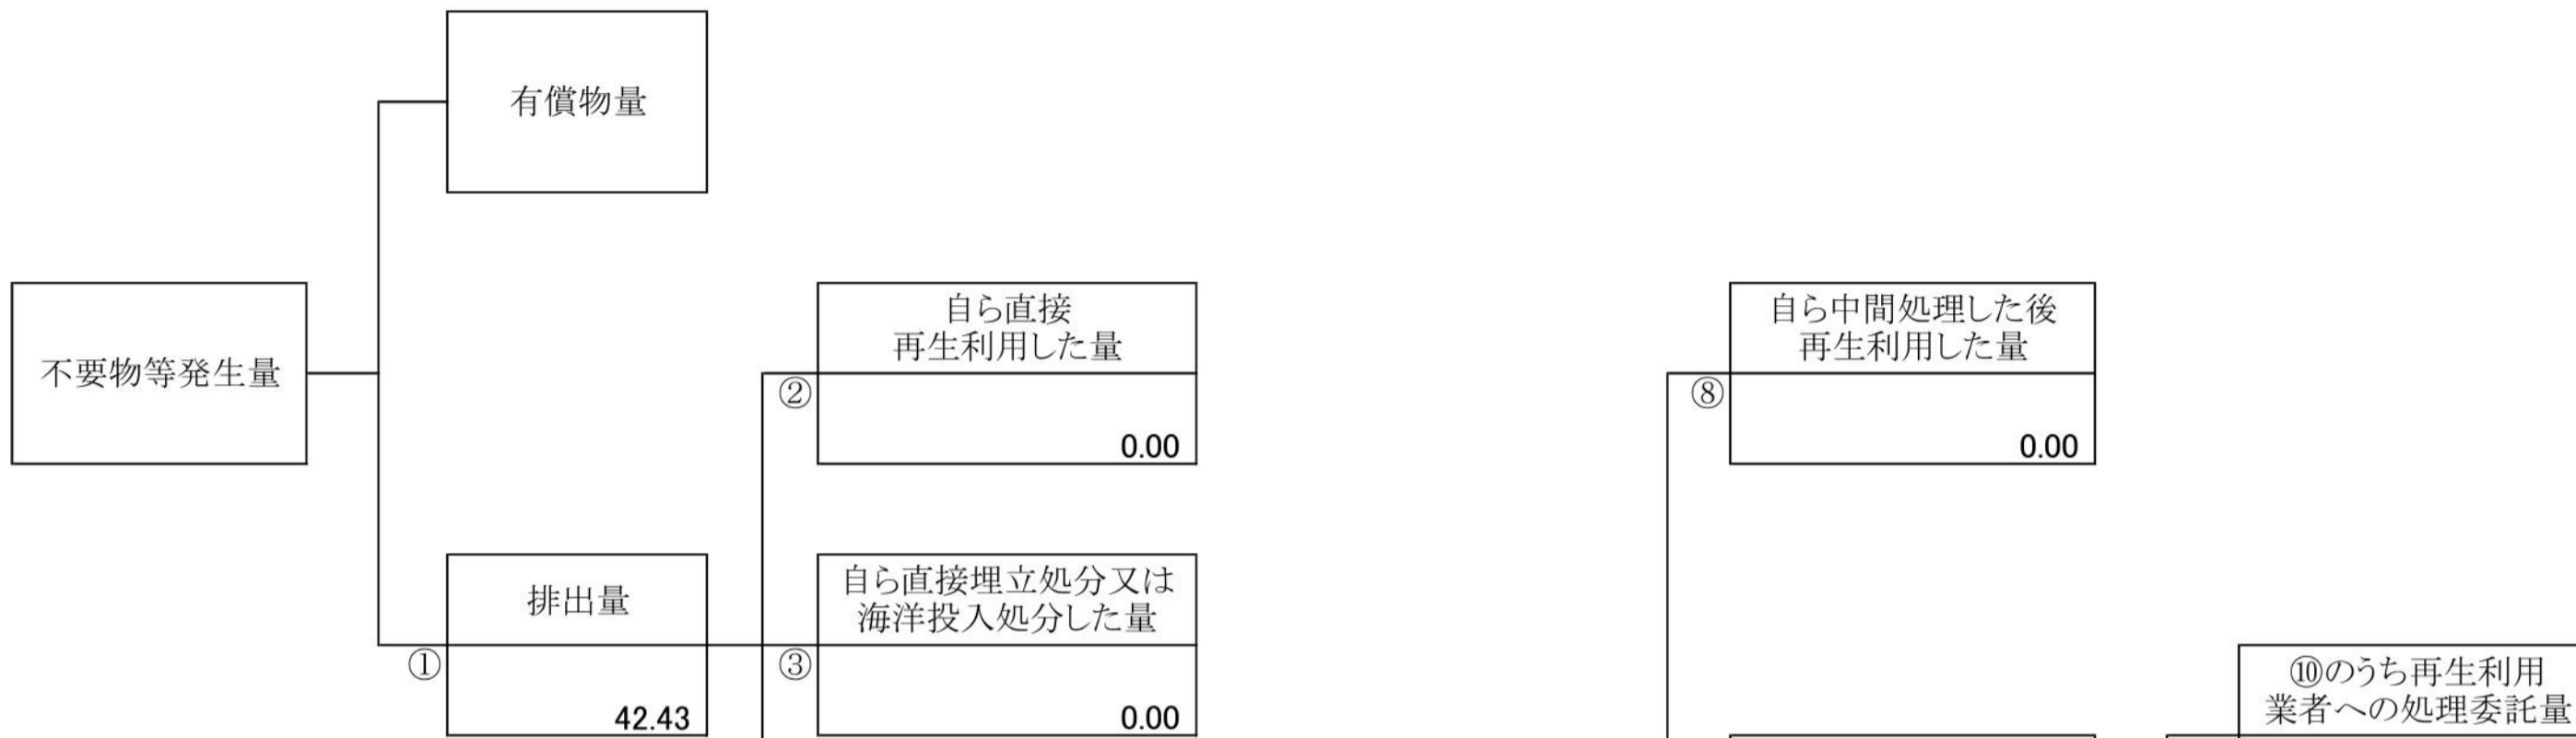 有償物量
不要物等発生量
自ら直接
再生利用した量
②
0.00
自ら中間処理した後
再生利用した量
⑧
0.00
排出量
①
42.43
自ら直接埋立処分又は
海洋投入処分した量
③
0.00
⑩のうち再生利用
業者への処理委託量